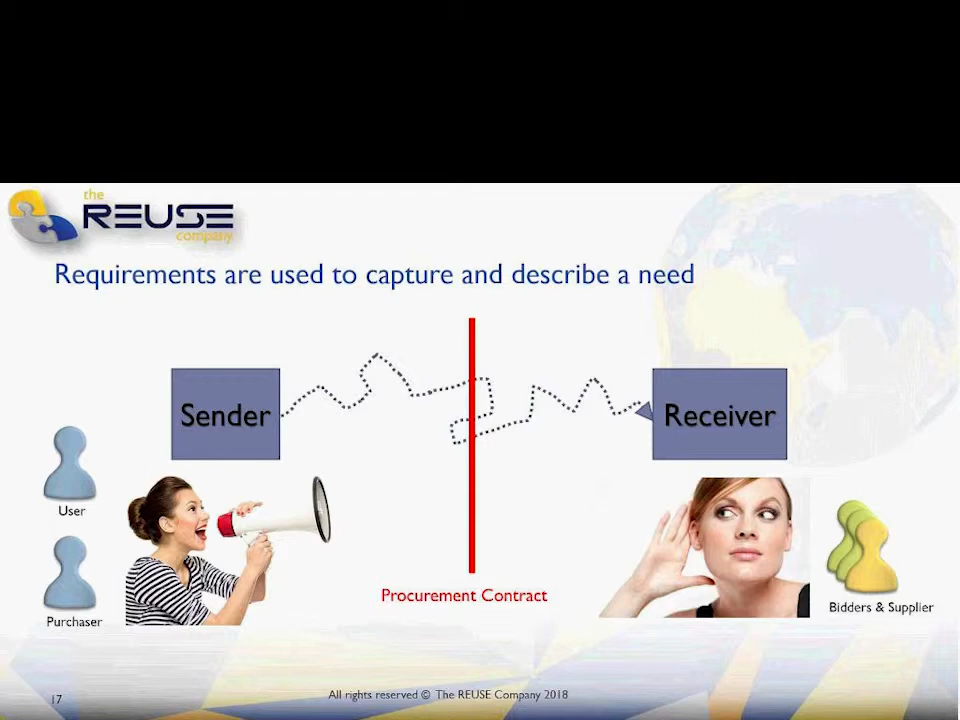 the
REUSE
company
Requirements are used to capture and describe a need
Sender
Receiver
User
Purchaser
Procurement Contract
Bidders & Supplier
17
All rights reserved © The REUSE Company 2018